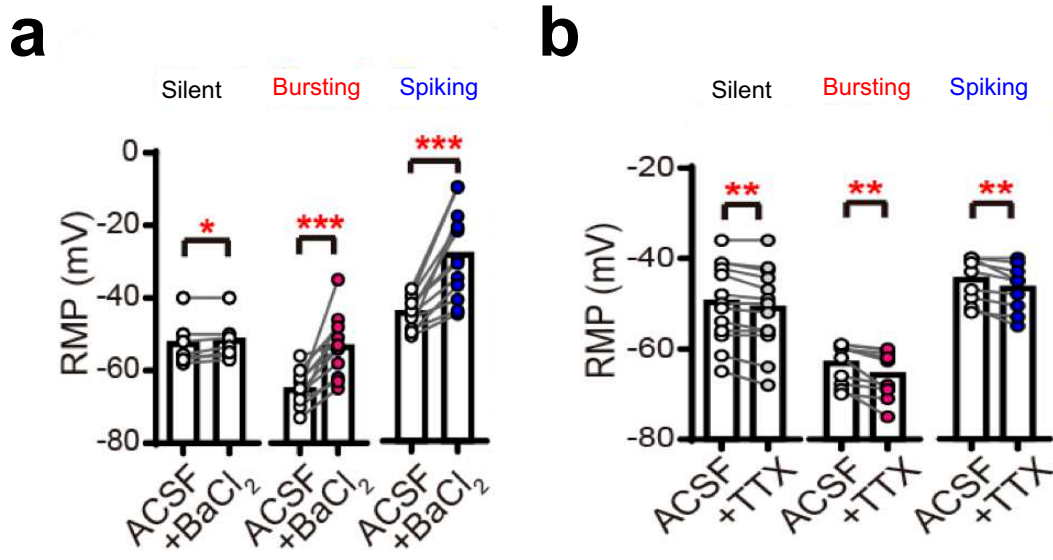 a
Silent Bursting Spiking
***
* ***
RMP (mV)
0
-20
-40
-60
-80
ACSF +BaCl₂ ACSF +BaCl₂ ACSF +BaCl₂
b
Silent Bursting Spiking
** ** **
RMP (mV)
-20
-40
-60
-80
ACSF +TTX ACSF +TTX ACSF +TTX